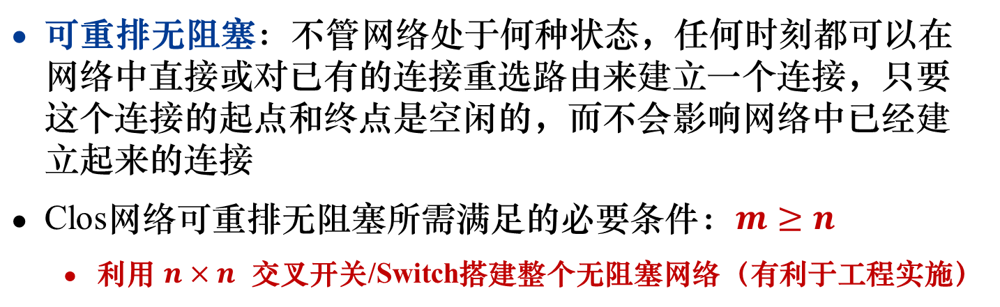 • 可重排无阻塞：不管网络处于何种状态，任何时刻都可以在
网络中直接或对已有的连接重选路由来建立一个连接，只要
这个连接的起点和终点是空闲的，而不会影响网络中已经建
立起来的连接
• Clos网络可重排无阻塞所需满足的必要条件：m ≥ n
• 利用 n × n 交叉开关/Switch搭建整个无阻塞网络（有利于工程实施）